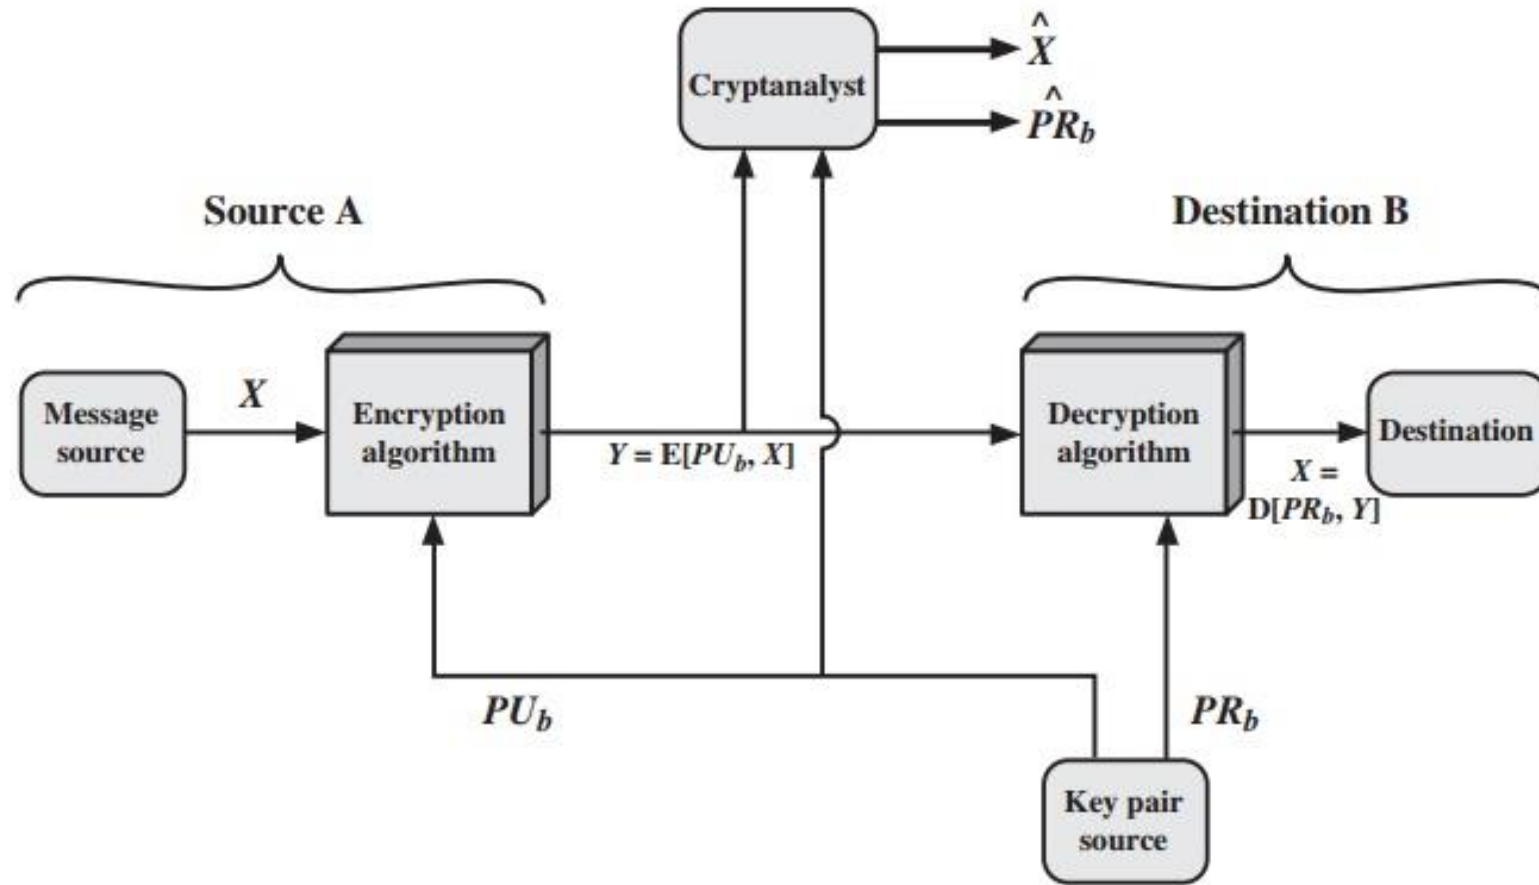 X̂
Cryptanalyst
P̂R_b
Source A
Destination B
Message
source
X
Encryption
algorithm
Y = E[PU_b, X]
Decryption
algorithm
X =
D[PR_b, Y]
Destination
PU_b
PR_b
Key pair
source